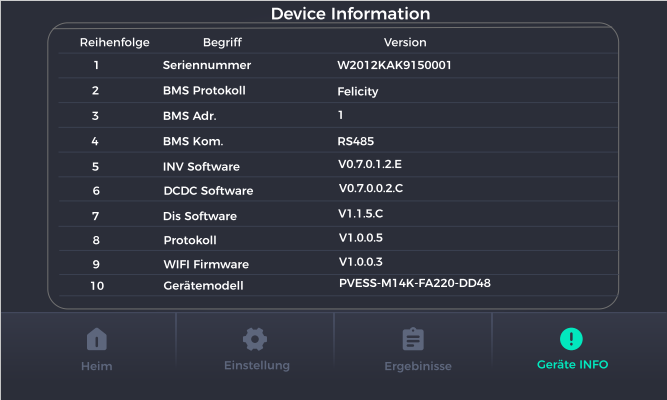 Device Information
Reihenfolge Begriff Version
1 Seriennummer W2012KAK9150001
2 BMS Protokoll Felicity
3 BMS Adr. 1
4 BMS Kom. RS485
5 INV Software V0.7.0.1.2.E
6 DCDC Software V0.7.0.0.2.C
7 Dis Software V1.1.5.C
8 Protokoll V1.0.0.5
9 WIFI Firmware V1.0.0.3
10 Gerätemodell PVESS-M14K-FA220-DD48
Heim Einstellung Ergebnisse Geräte INFO